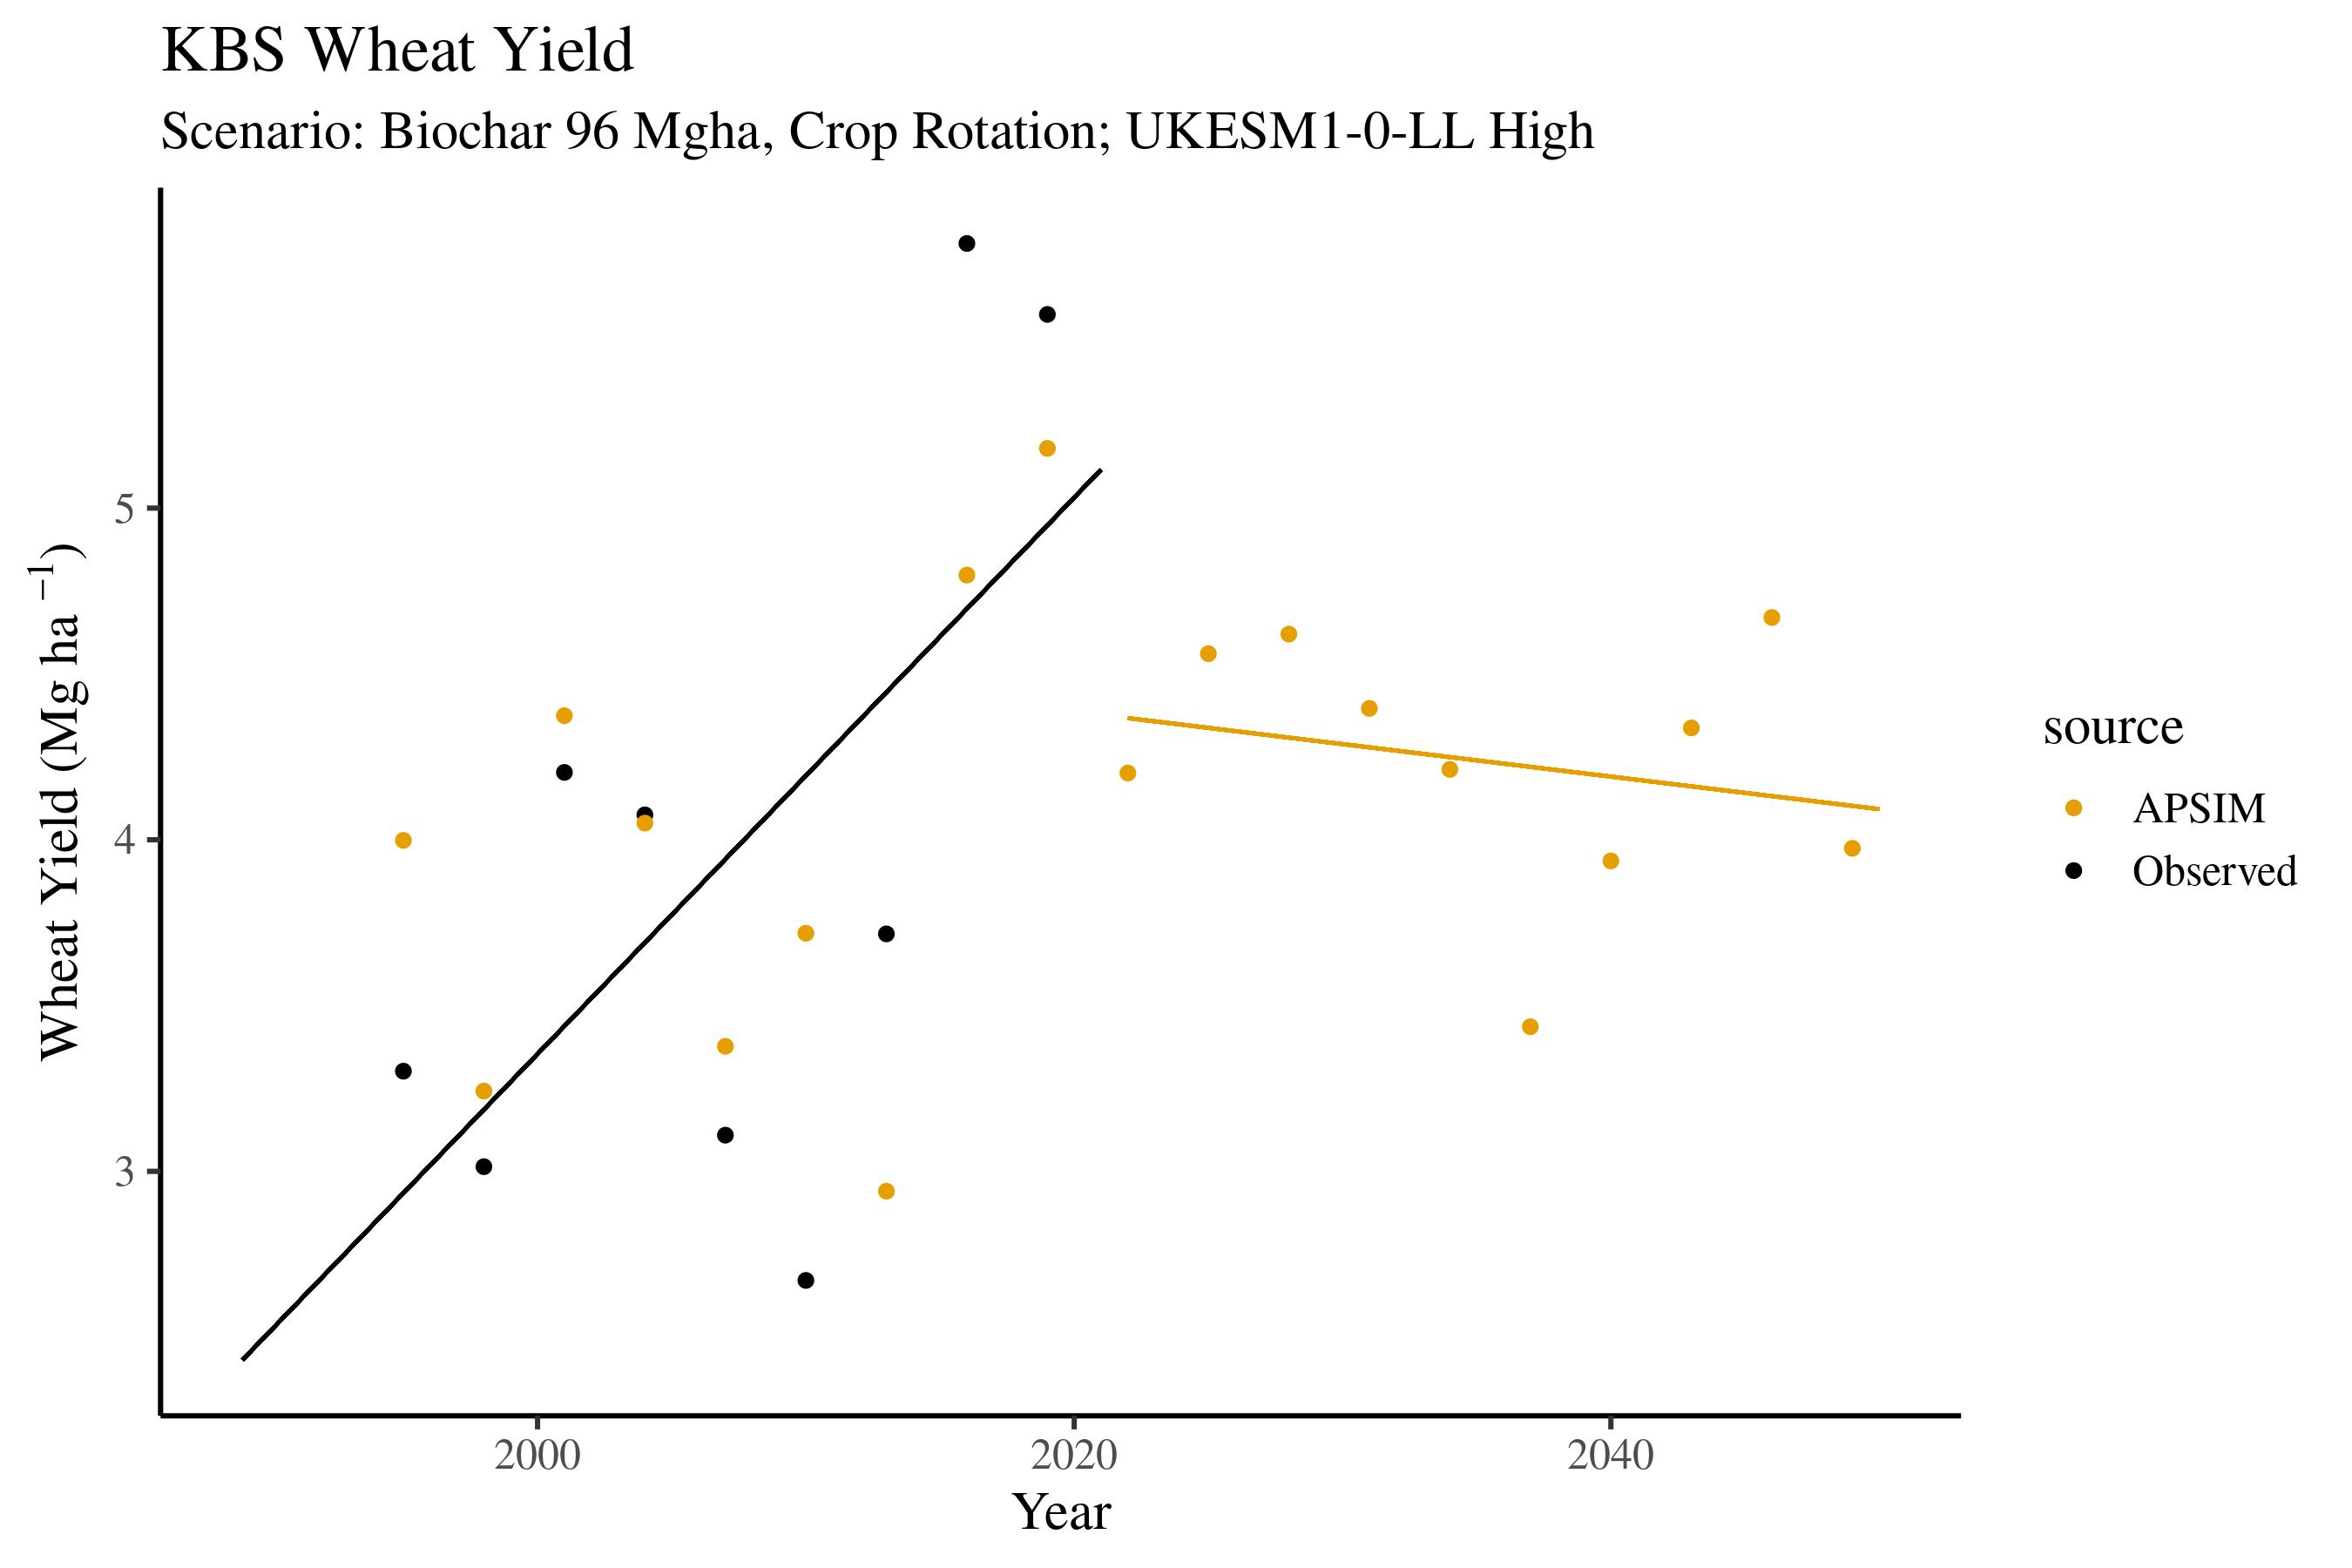 KBS Wheat Yield
Scenario: Biochar 96 Mgha, Crop Rotation; UKESM1-0-LL High
Wheat Yield (Mg ha⁻¹)
5
4
3
2000
2020
2040
Year
source
APSIM
Observed